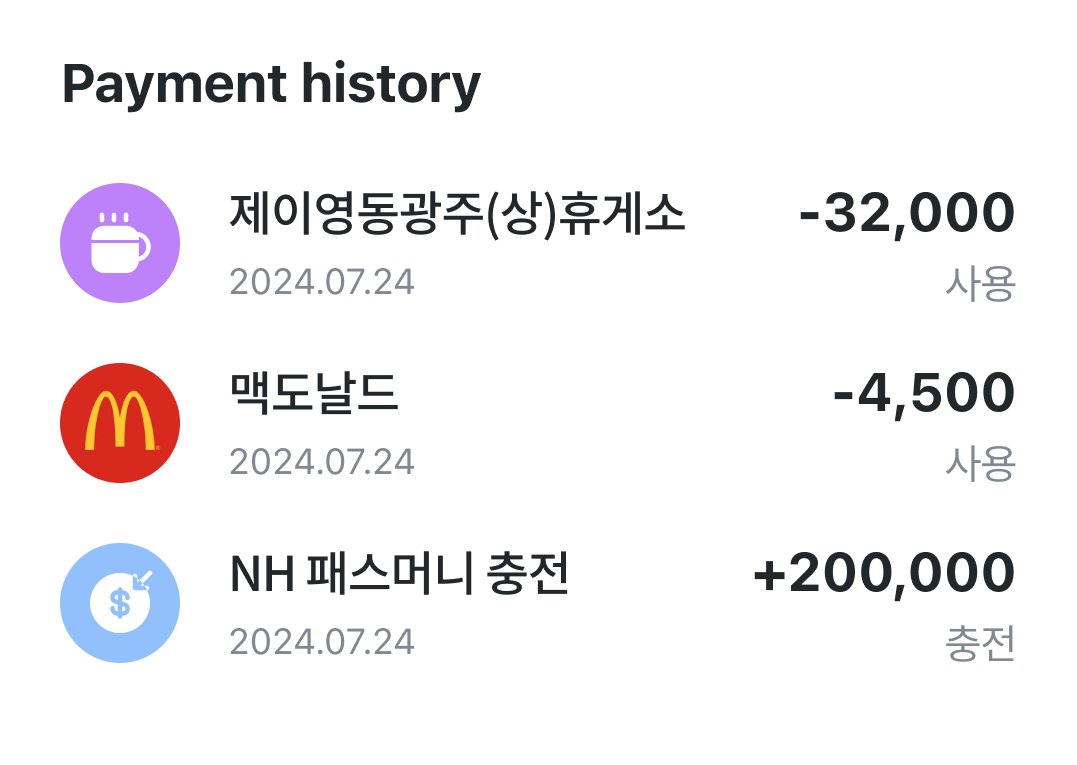 Payment history
제이영동광주(상)휴게소 -32,000
2024.07.24 사용
맥도날드 -4,500
2024.07.24 사용
NH 패스머니 충전 +200,000
2024.07.24 충전